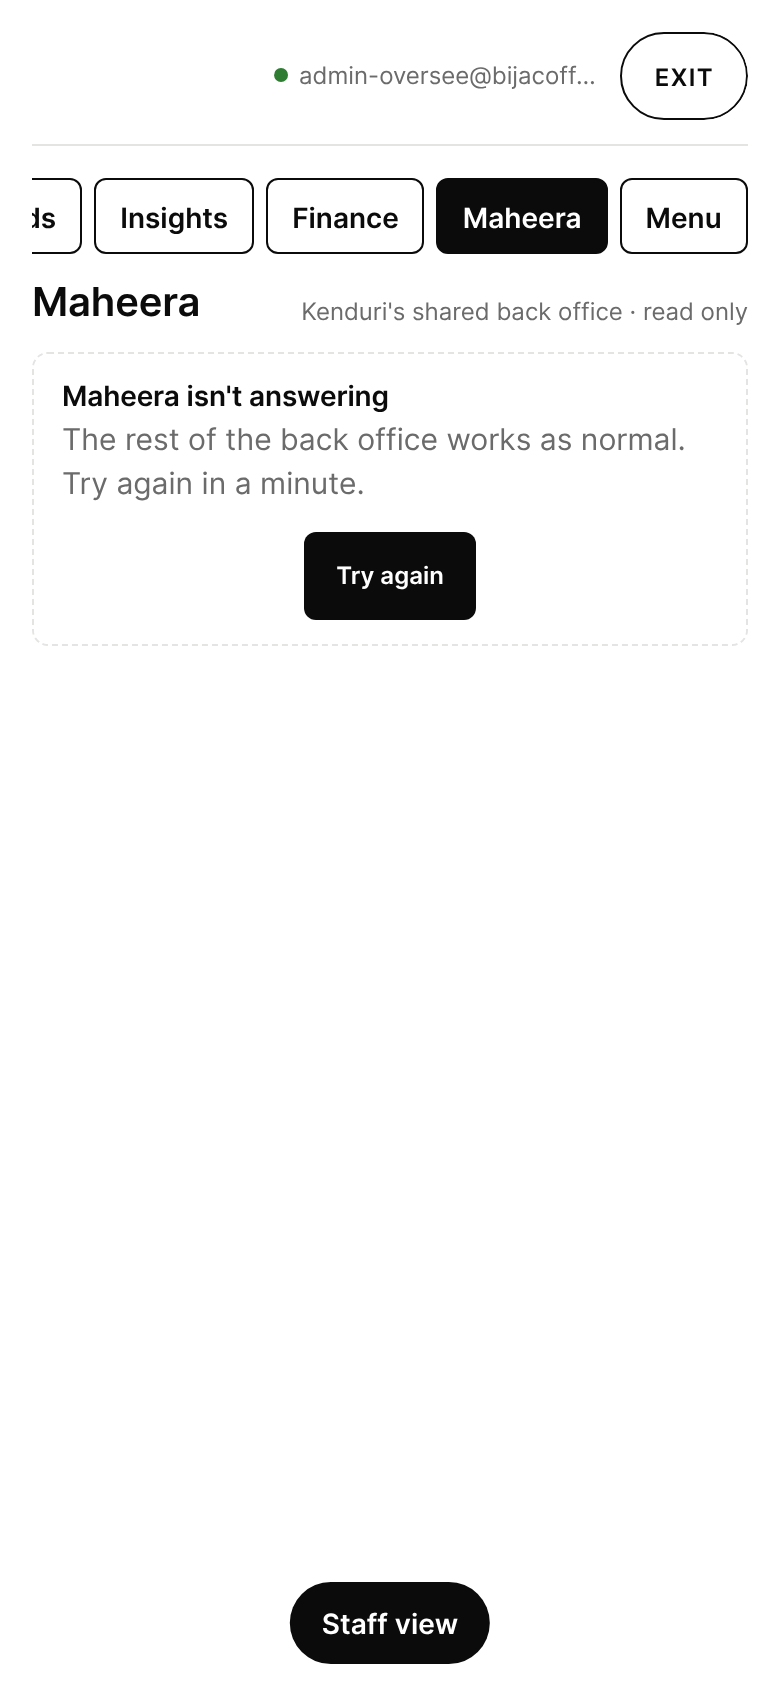 admin-oversee@bijacoff...
EXIT
ds
Insights
Finance
Maheera
Menu
Maheera
Kenduri's shared back office · read only
Maheera isn't answering
The rest of the back office works as normal.
Try again in a minute.
Try again
Staff view